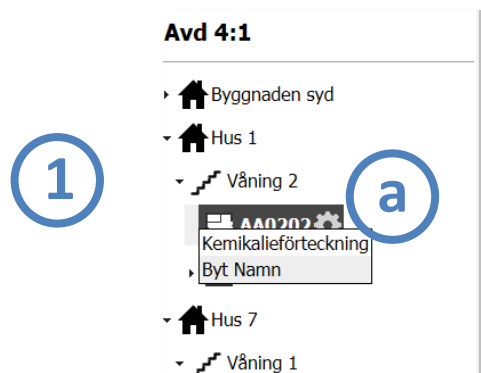 Avd 4:1
Byggnaden syd
Hus 1
1
Våning 2
a
AA0202
Kemikalieförteckning
Byt Namn
Hus 7
Våning 1